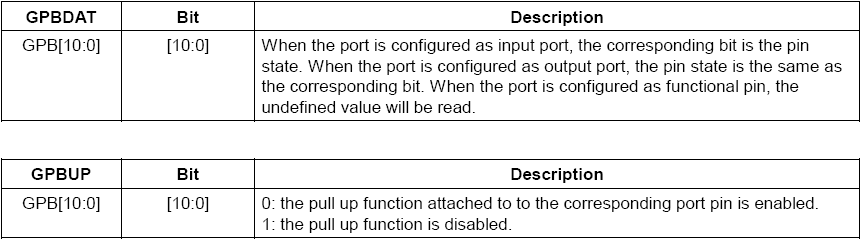 GPBDAT Bit Description
GPB[10:0] [10:0] When the port is configured as input port, the corresponding bit is the pin
state. When the port is configured as output port, the pin state is the same as
the corresponding bit. When the port is configured as functional pin, the
undefined value will be read.
GPBUP Bit Description
GPB[10:0] [10:0] 0: the pull up function attached to to the corresponding port pin is enabled.
1: the pull up function is disabled.